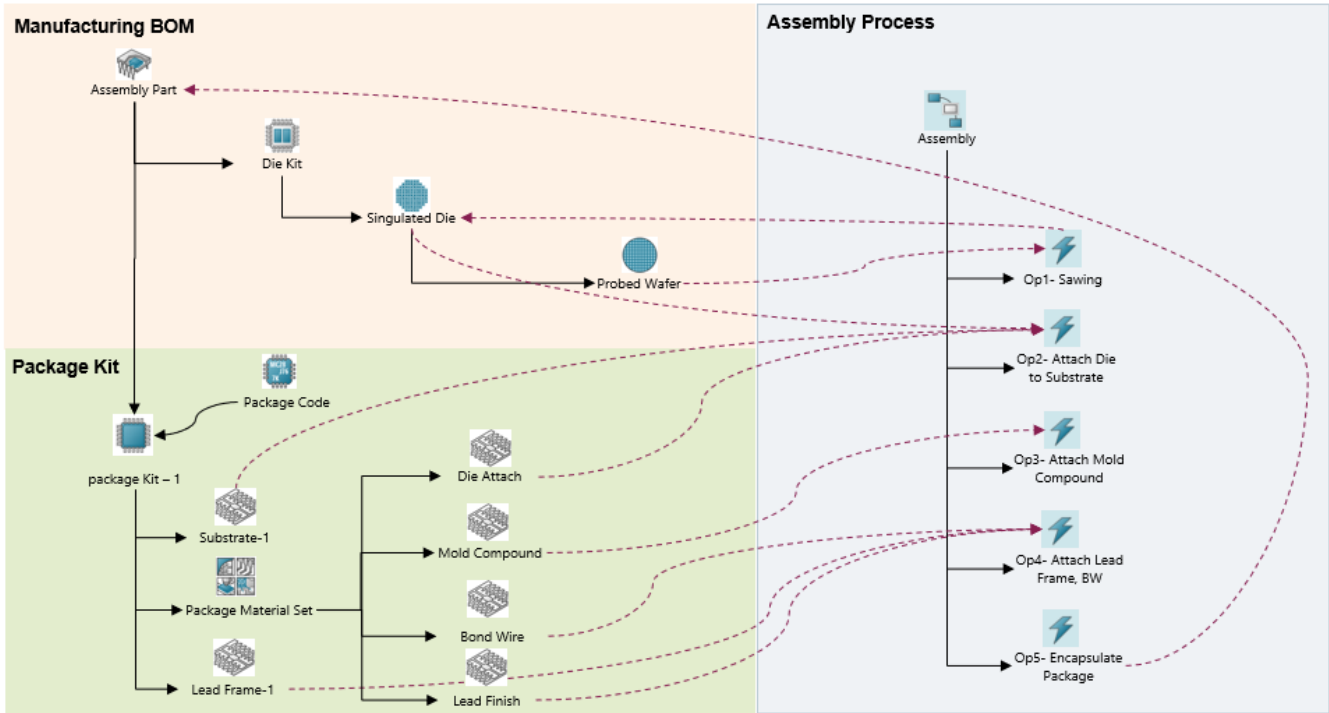 Manufacturing BOM
Assembly Part
Die Kit
Singulated Die
Probed Wafer
Package Kit
Package Code
package Kit – 1
Substrate-1
Package Material Set
Lead Frame-1
Die Attach
Mold Compound
Bond Wire
Lead Finish
Assembly Process
Assembly
Op1- Sawing
Op2- Attach Die
to Substrate
Op3- Attach Mold
Compound
Op4- Attach Lead
Frame, BW
Op5- Encapsulate
Package